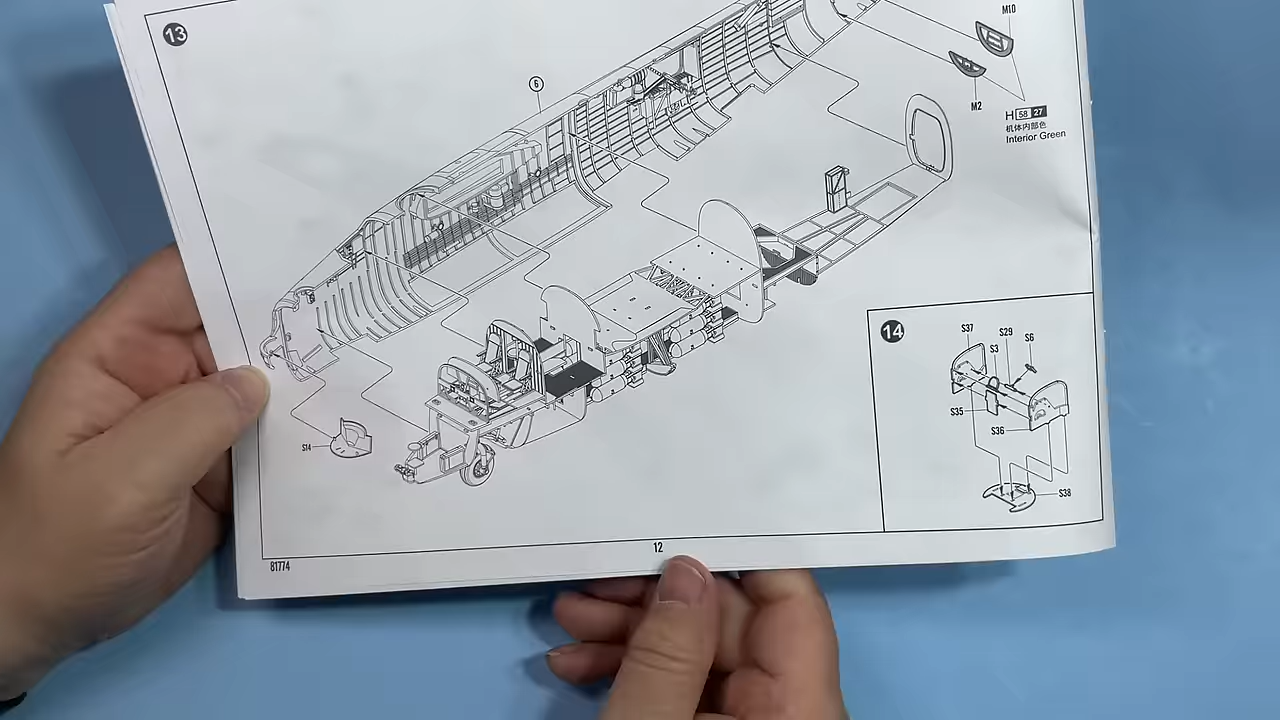 13
M10
6
M2
H 58 27
机体内部色
Interior Green
14
S37
S29
S3
S6
S35
S36
S14
S38
12
81774